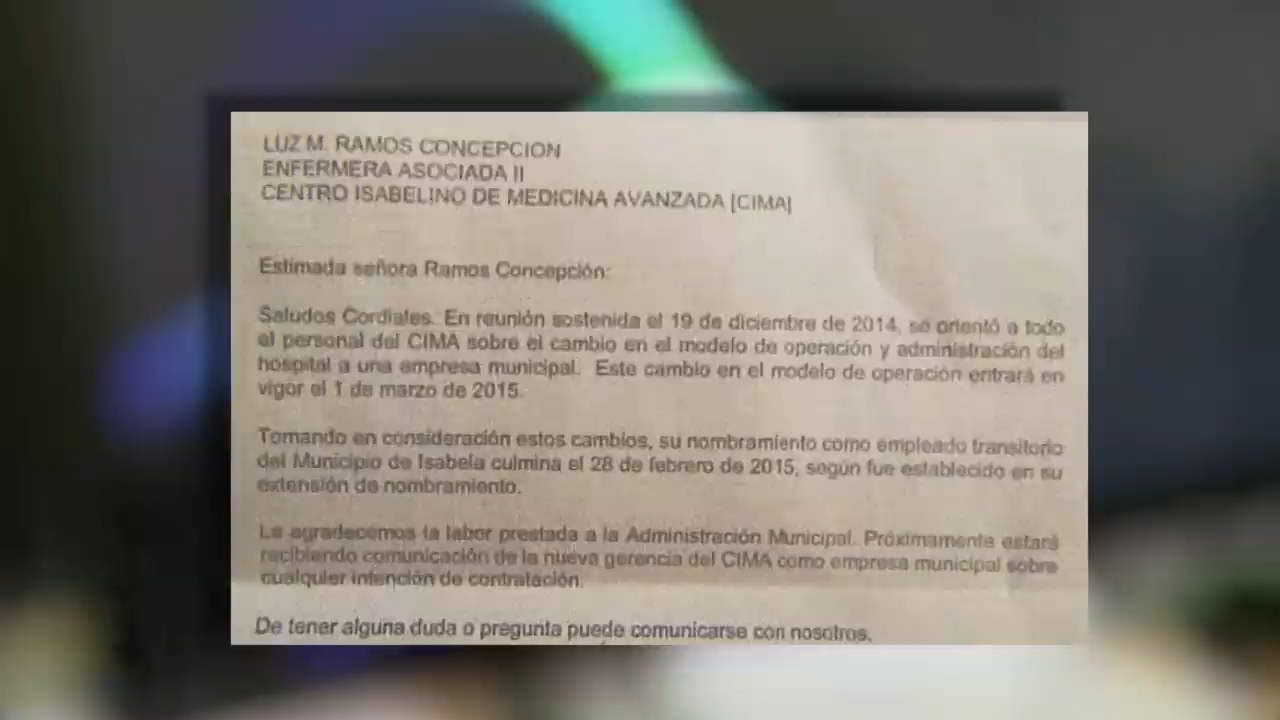 LUZ M. RAMOS CONCEPCION
ENFERMERA ASOCIADA II
CENTRO ISABELINO DE MEDICINA AVANZADA [CIMA]
Estimada señora Ramos Concepción:
Saludos Cordiales. En reunión sostenida el 19 de diciembre de 2014, se orientó a todo
el personal del CIMA sobre el cambio en el modelo de operación y administración del
hospital a una empresa municipal. Este cambio en el modelo de operación entrará en
vigor el 1 de marzo de 2015.
Tomando en consideración estos cambios, su nombramiento como empleado transitorio
del Municipio de Isabela culmina el 28 de febrero de 2015, según fue establecido en su
extensión de nombramiento.
Le agradecemos la labor prestada a la Administración Municipal. Próximamente estará
recibiendo comunicación de la nueva gerencia del CIMA como empresa municipal sobre
cualquier intención de contratación.
De tener alguna duda o pregunta puede comunicarse con nosotros.